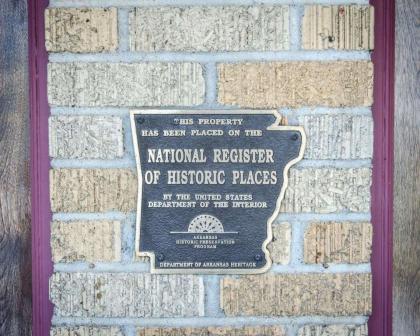 THIS PROPERTY
HAS BEEN PLACED ON THE
NATIONAL REGISTER
OF HISTORIC PLACES
BY THE UNITED STATES
DEPARTMENT OF THE INTERIOR
ARKANSAS
HISTORIC PRESERVATION
PROGRAM
DEPARTMENT OF ARKANSAS HERITAGE